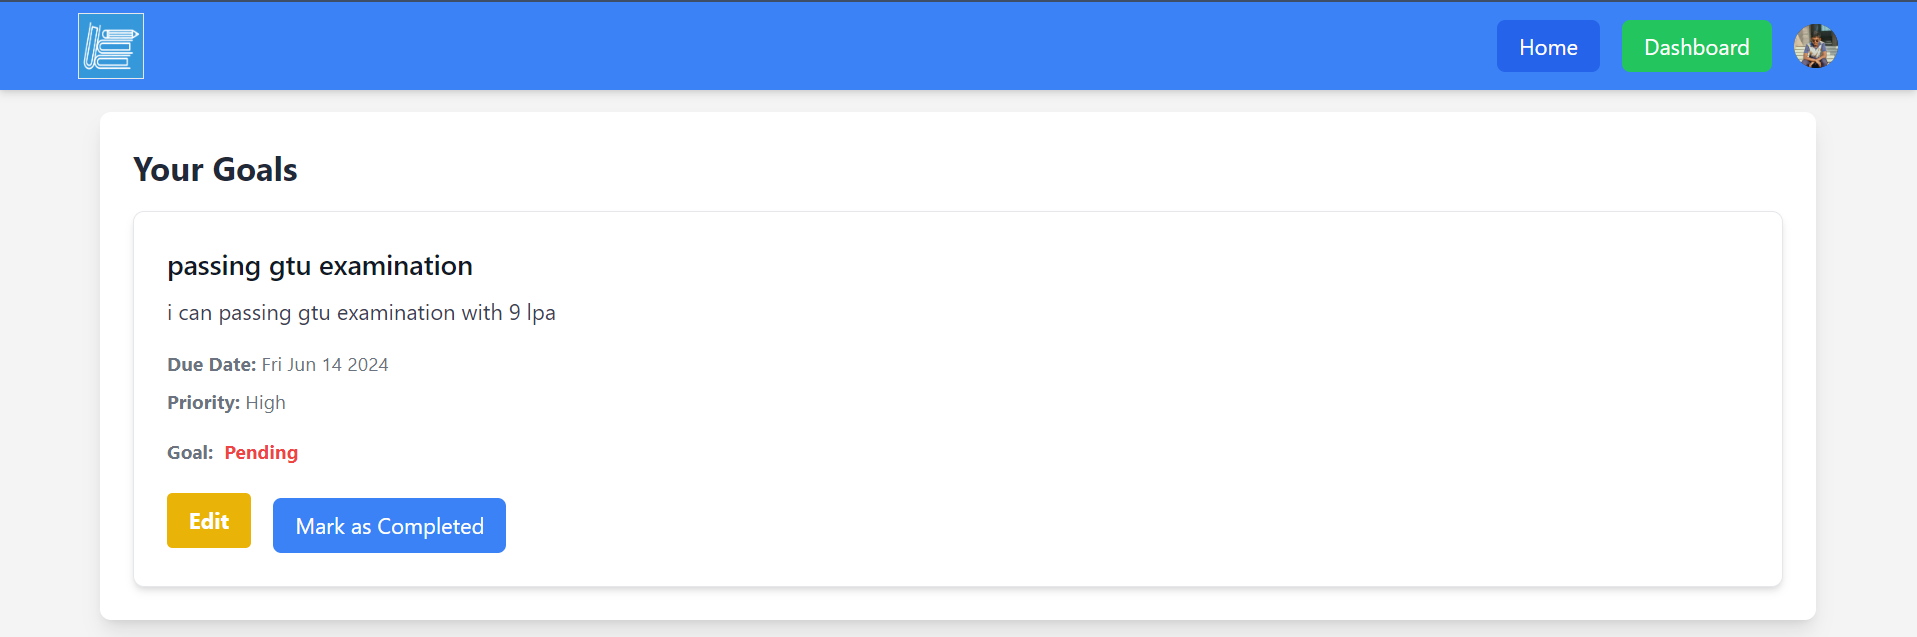 Home
Dashboard
Your Goals
passing gtu examination
i can passing gtu examination with 9 lpa
Due Date: Fri Jun 14 2024
Priority: High
Goal: Pending
Edit
Mark as Completed